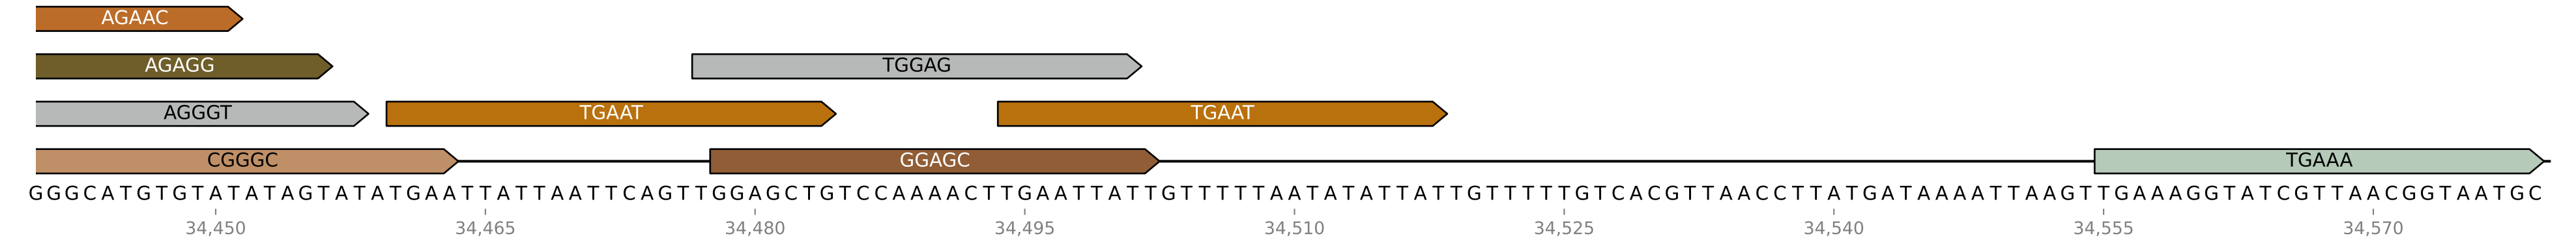 AGAAC
AGAGG TGGAG
AGGGT TGAAT TGAAT
CGGGC GGAGC TGAAA
GGGCATGTGTATATAGTATATGAATTATTAATTCAGTTGGAGCTGTCCAAAACTTGAATTATTGTTTTTAATATATTATTGTTTTTGTCACGTTAACCTTATGATAAAATTAAGTTGAAAGGTATCGTTAACGGTAATGC
34,450 34,465 34,480 34,495 34,510 34,525 34,540 34,555 34,570